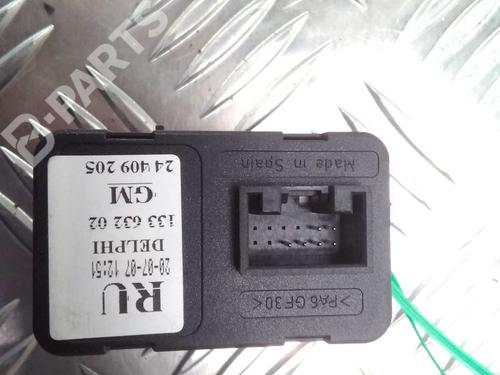 B-PARTS
24 409 205
GM
133 632 02
DELPHI
20-07-07 12:51
RU
Made in Spain
>PA6 GF30<